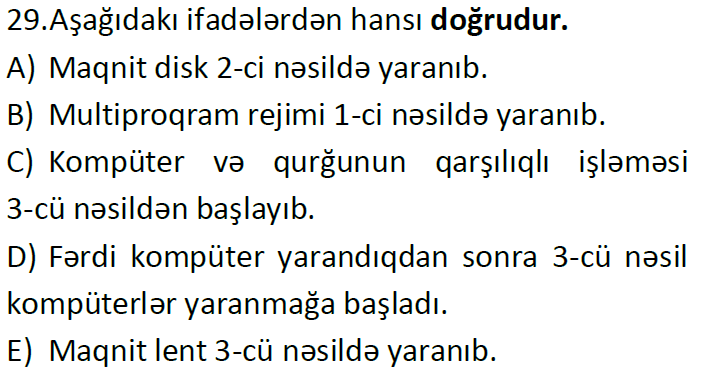 29.Aşağıdakı ifadələrdən hansı doğrudur.
A) Maqnit disk 2-ci nəsildə yaranıb.
B) Multiproqram rejimi 1-ci nəsildə yaranıb.
C) Kompüter və qurğunun qarşılıqlı işləməsi
3-cü nəsildən başlayıb.
D) Fərdi kompüter yarandıqdan sonra 3-cü nəsil
kompüterlər yaranmağa başladı.
E) Maqnit lent 3-cü nəsildə yaranıb.